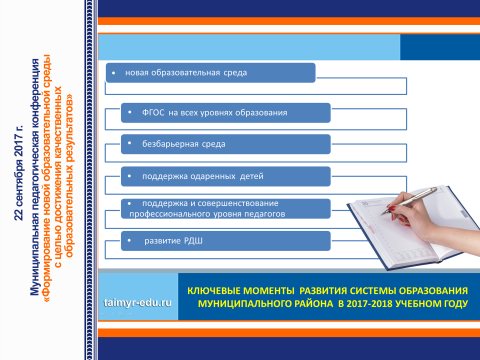 22 сентября 2017 г.
Муниципальная педагогическая конференция
«Формирование новой образовательной среды
с целью достижения качественных
образовательных результатов»
• новая образовательная среда
• ФГОС на всех уровнях образования
• безбарьерная среда
• поддержка одаренных детей
• поддержка и совершенствование
профессионального уровня педагогов
• развитие РДШ
taimyr-edu.ru
КЛЮЧЕВЫЕ МОМЕНТЫ РАЗВИТИЯ СИСТЕМЫ ОБРАЗОВАНИЯ
МУНИЦИПАЛЬНОГО РАЙОНА В 2017-2018 УЧЕБНОМ ГОДУ